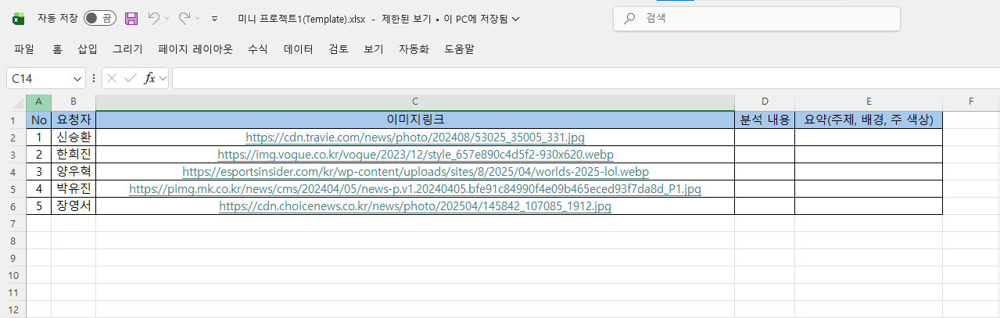 자동 저장 끔 미니 프로젝트1(Template).xlsx - 제한된 보기 • 이 PC에 저장됨 검색
파일 홈 삽입 그리기 페이지 레이아웃 수식 데이터 검토 보기 자동화 도움말
C14 fx
A B C D E F
1 No 요청자 이미지링크 분석 내용 요약(주제, 배경, 주 색상)
2 1 신승환 https://cdn.travie.com/news/photo/202408/53025_35005_331.jpg
3 2 한희진 https://img.vogue.co.kr/vogue/2023/12/style_657e890c4d5f2-930x620.webp
4 3 양우혁 https://esportsinsider.com/kr/wp-content/uploads/sites/8/2025/04/worlds-2025-lol.webp
5 4 박유진 https://pimg.mk.co.kr/news/cms/202404/05/news-p.v1.20240405.bfe91c84990f4e09b465eced93f7da8d_P1.jpg
6 5 장영서 https://cdn.choicenews.co.kr/news/photo/202504/145842_107085_1912.jpg
7
8
9
10
11
12